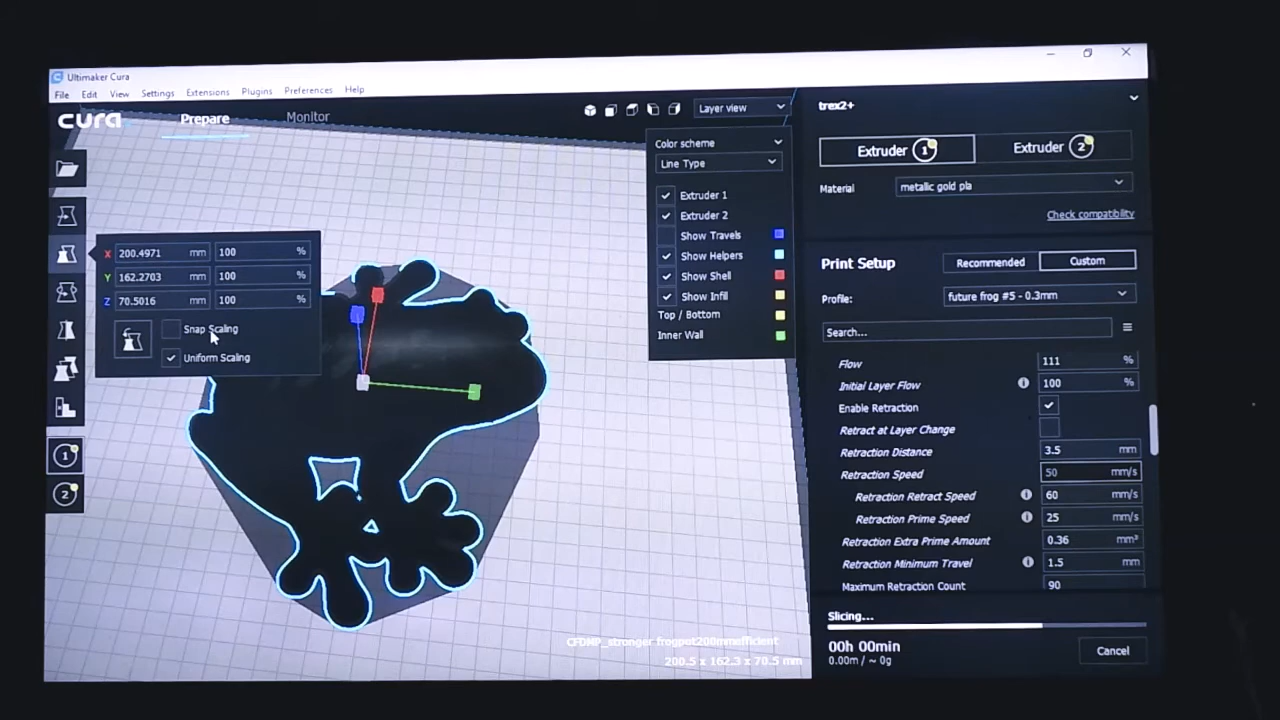 Ultimaker Cura
File Edit View Settings Extensions Plugins Preferences Help
cura.
Prepare
Monitor
Layer view
Color scheme
Line Type
Extruder 1
Extruder 2
Show Travels
Show Helpers
Show Shell
Show Infill
Top / Bottom
Inner Wall
X 200.4971 mm 100 %
Y 162.2703 mm 100 %
Z 70.5016 mm 100 %
Snap Scaling
Uniform Scaling
1
2
CFDMP_stronger frogpot200mmefficient
200.5 x 162.3 x 70.5 mm
trex2+
Extruder 1
Extruder 2
Material metallic gold pla
Check compatibility
Print Setup Recommended Custom
Profile: future frog #5 - 0.3mm
Search...
Flow 111 %
Initial Layer Flow 100 %
Enable Retraction
Retract at Layer Change
Retraction Distance 3.5 mm
Retraction Speed 50 mm/s
Retraction Retract Speed 60 mm/s
Retraction Prime Speed 25 mm/s
Retraction Extra Prime Amount 0.36 mm³
Retraction Minimum Travel 1.5 mm
Maximum Retraction Count 90
Slicing...
00h 00min
0.00m / ~ 0g
Cancel